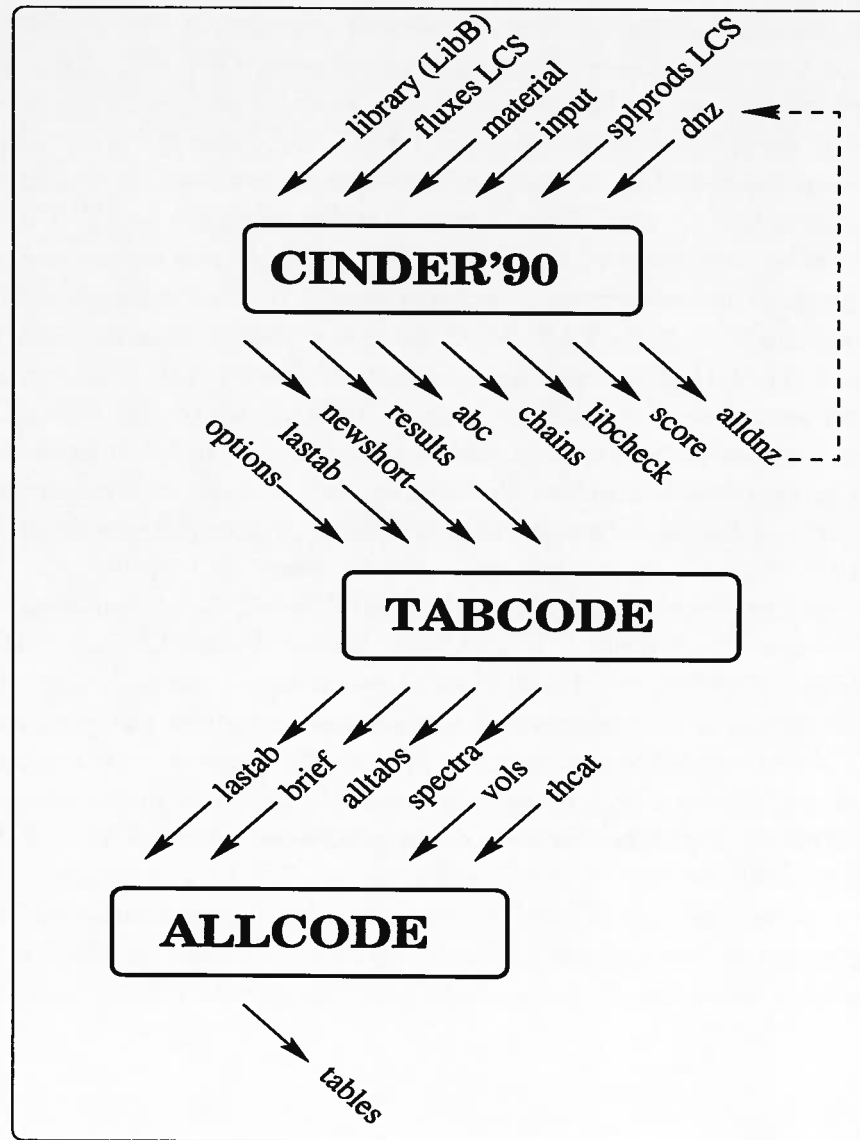 library (LibB)
fluxes LCS
material
input
splprods LCS
dnz
CINDER'90
options
lastab
newshort
results
abc
chains
libcheck
score
alldnz
TABCODE
lastab
brief
alltabs
spectra
vols
thcat
ALLCODE
tables